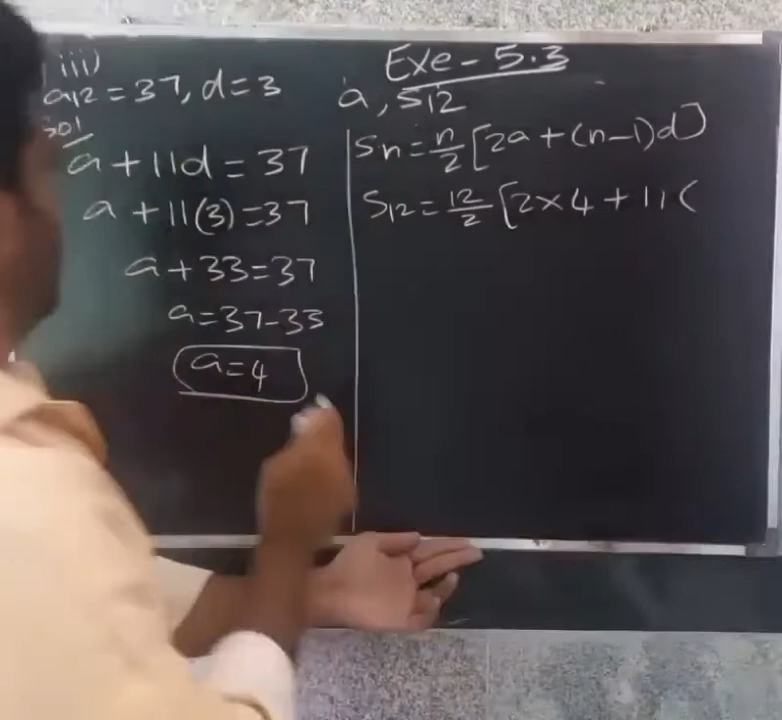 iii)
a12 = 37, d = 3
Sol
a + 11d = 37
a + 11(3) = 37
a + 33 = 37
a = 37 - 33
a = 4
Exe - 5.3
a, S12
Sn = n/2 [2a + (n-1)d]
S12 = 12/2 [2 × 4 + 11(